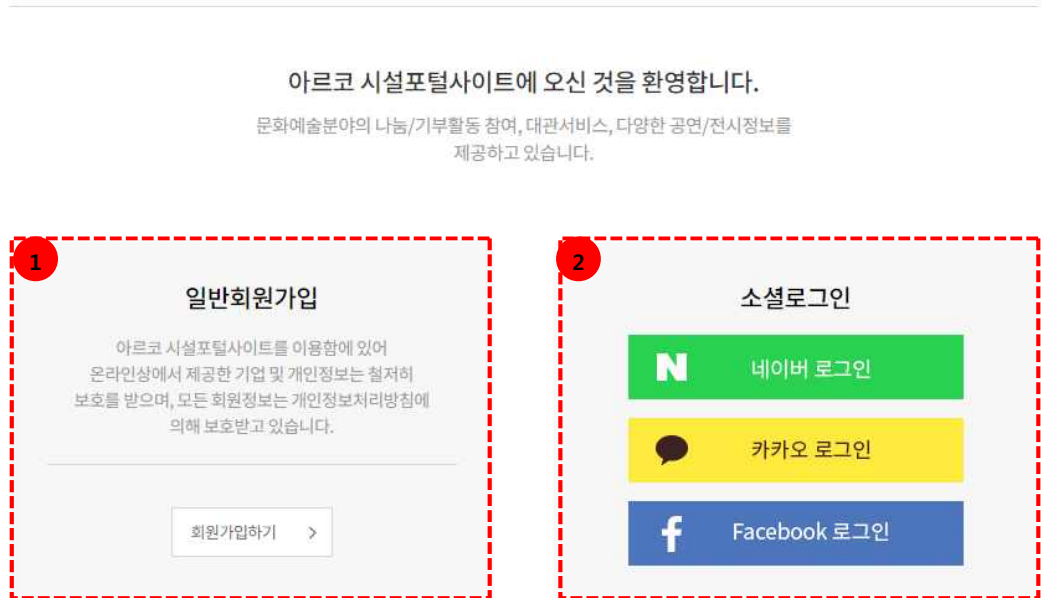 아르코 시설포털사이트에 오신 것을 환영합니다.
문화예술분야의 나눔/기부활동 참여, 대관서비스, 다양한 공연/전시정보를
제공하고 있습니다.
1
일반회원가입
아르코 시설포털사이트를 이용함에 있어
온라인상에서 제공한 기업 및 개인정보는 철저히
보호를 받으며, 모든 회원정보는 개인정보처리방침에
의해 보호받고 있습니다.
회원가입하기 >
2
소셜로그인
N 네이버 로그인
카카오 로그인
f Facebook 로그인